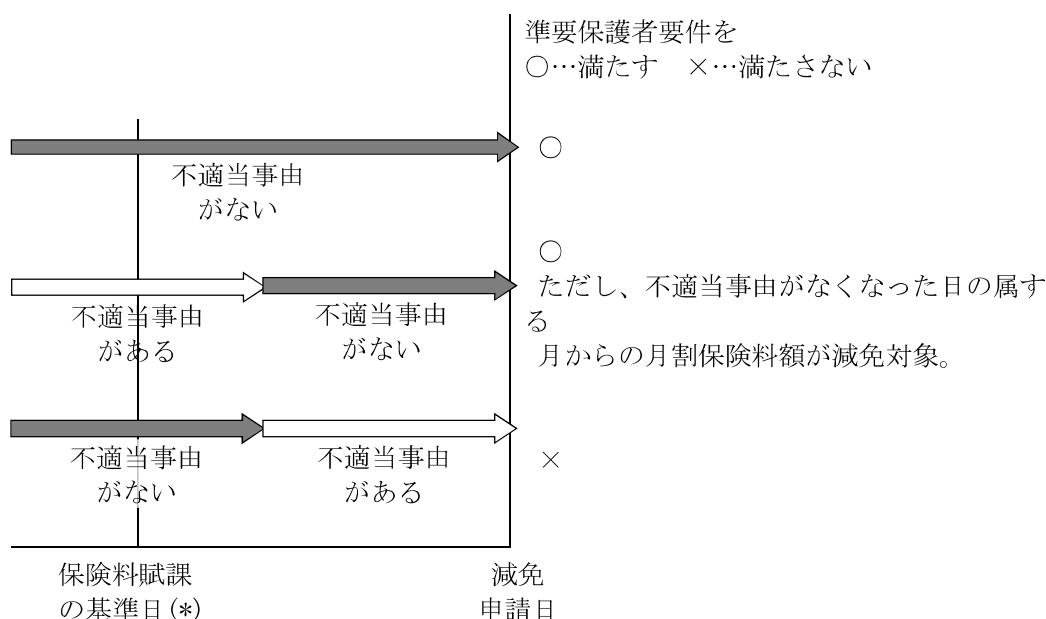 準要保護者要件を
○…満たす　×…満たさない
○
不適当事由
がない
○
ただし、不適当事由がなくなった日の属す
る
月からの月割保険料額が減免対象。
不適当事由
がある
不適当事由
がない
×
不適当事由
がない
不適当事由
がある
保険料賦課
の基準日(*)
減免
申請日